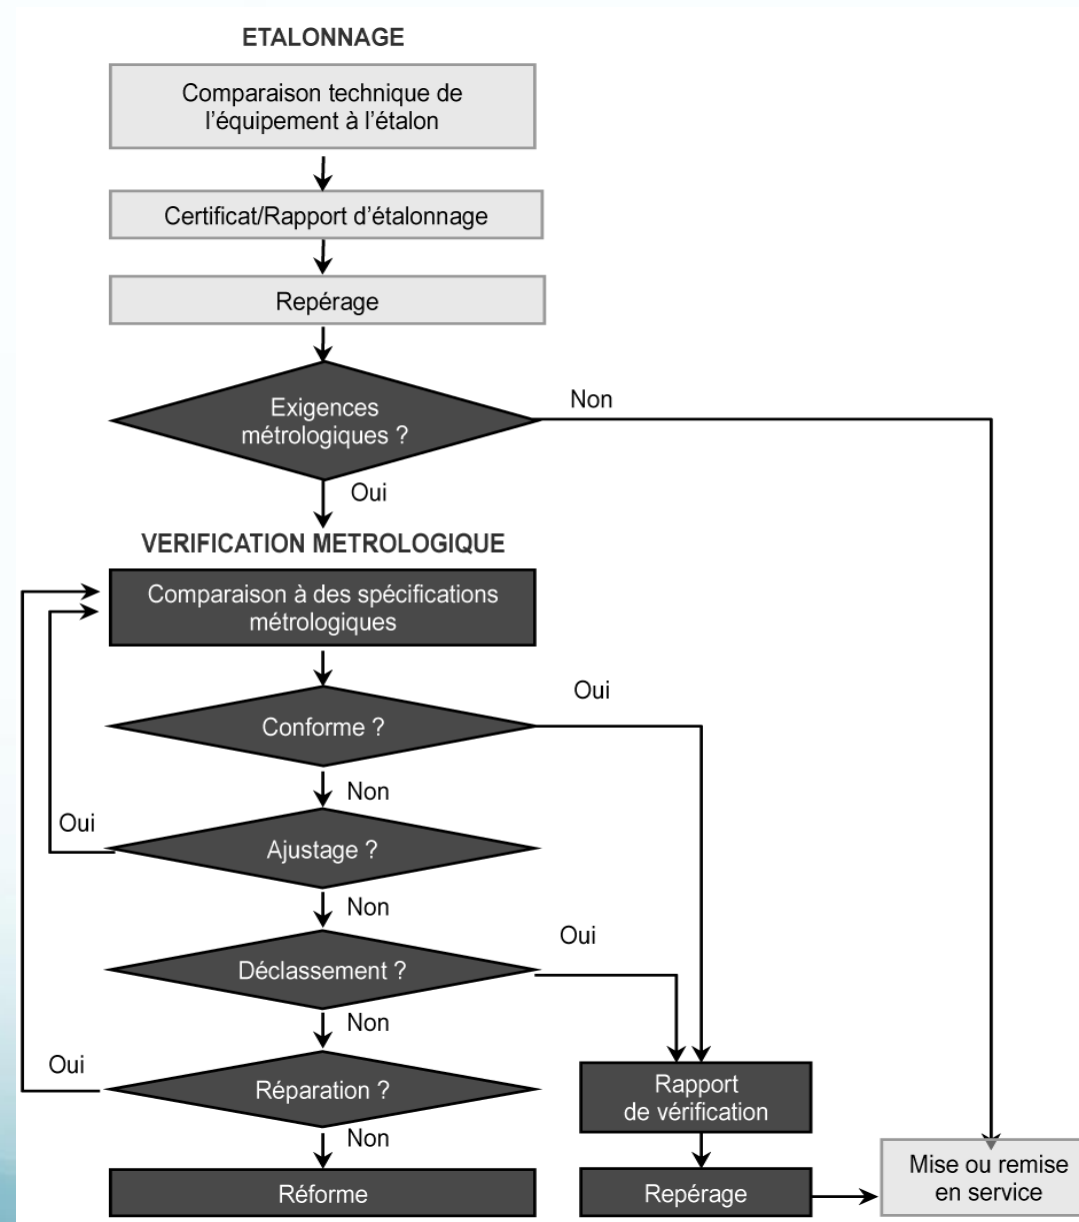 ETALONNAGE
Comparaison technique de
l'équipement à l'étalon
Certificat/Rapport d'étalonnage
Repérage
Exigences
métrologiques ?
Non
Oui
VERIFICATION METROLOGIQUE
Comparaison à des spécifications
métrologiques
Oui
Conforme ?
Non
Oui
Ajustage ?
Non
Oui
Déclassement ?
Non
Oui
Réparation ?
Non
Réforme
Rapport
de vérification
Repérage
Mise ou remise
en service